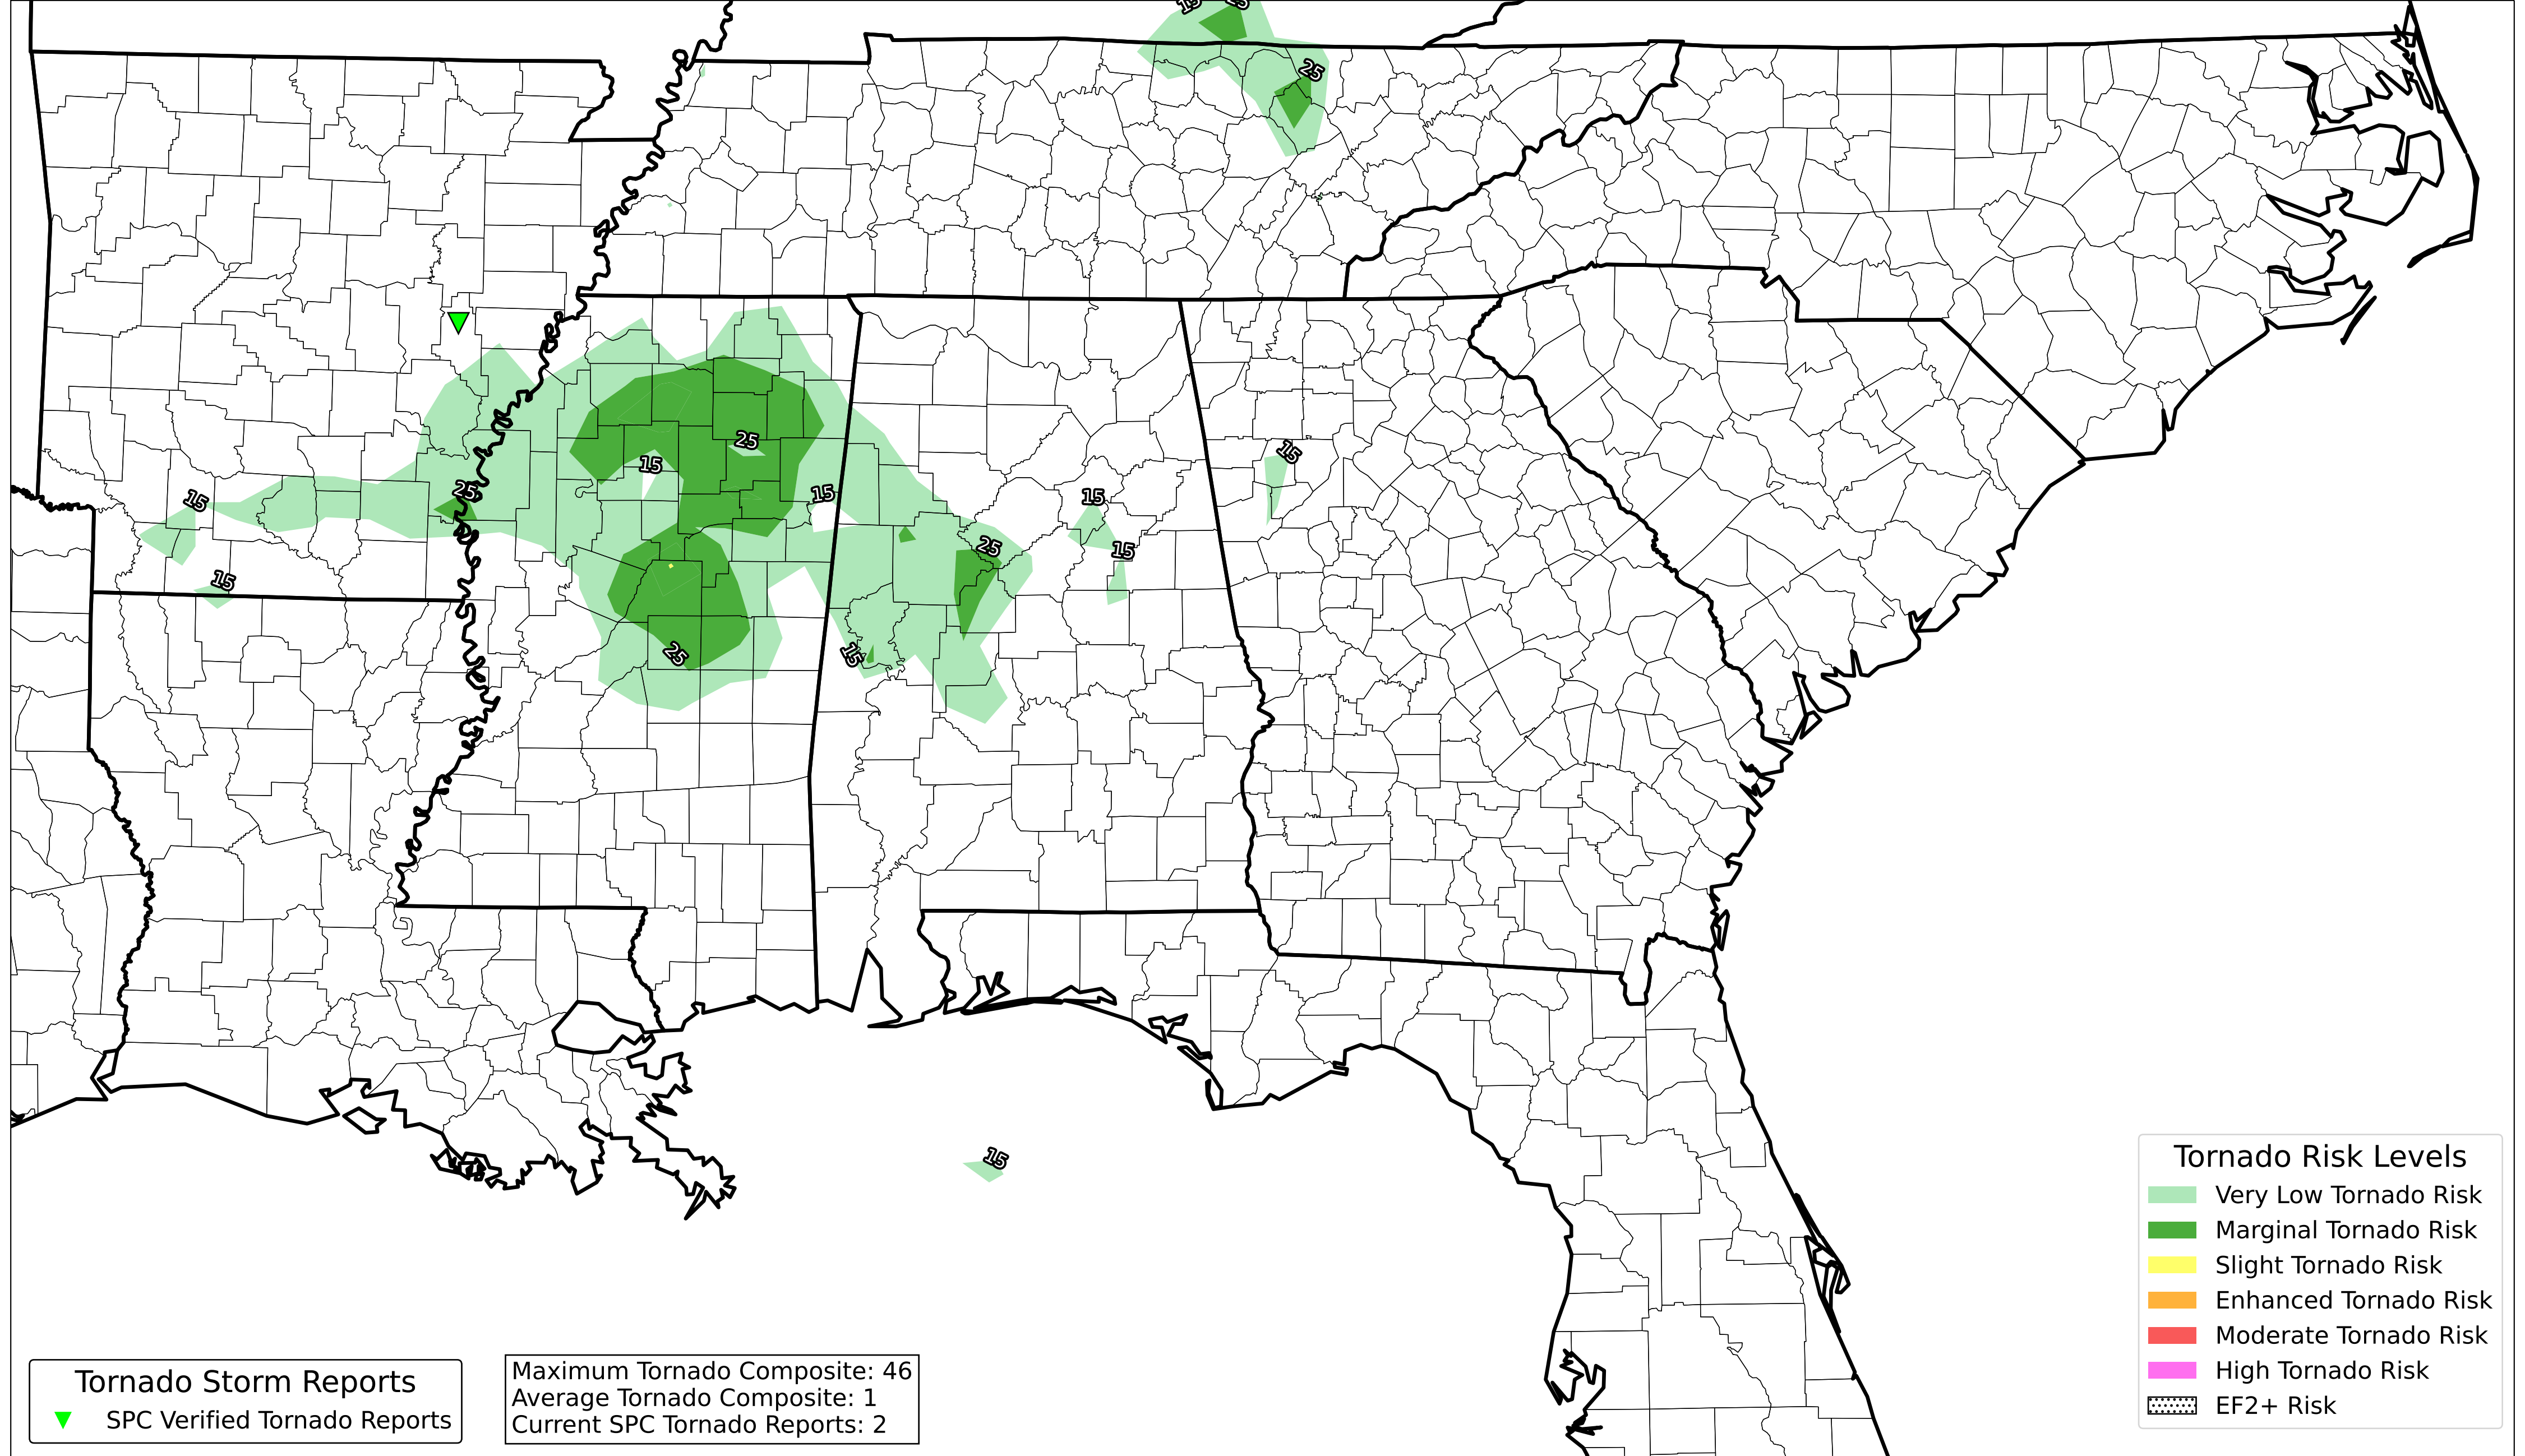 15
25
25
25
15
15
15
25
15
15
25
15
15
25
15
15
Tornado Risk Levels
Very Low Tornado Risk
Marginal Tornado Risk
Slight Tornado Risk
Enhanced Tornado Risk
Moderate Tornado Risk
High Tornado Risk
EF2+ Risk
Tornado Storm Reports
SPC Verified Tornado Reports
Maximum Tornado Composite: 46
Average Tornado Composite: 1
Current SPC Tornado Reports: 2